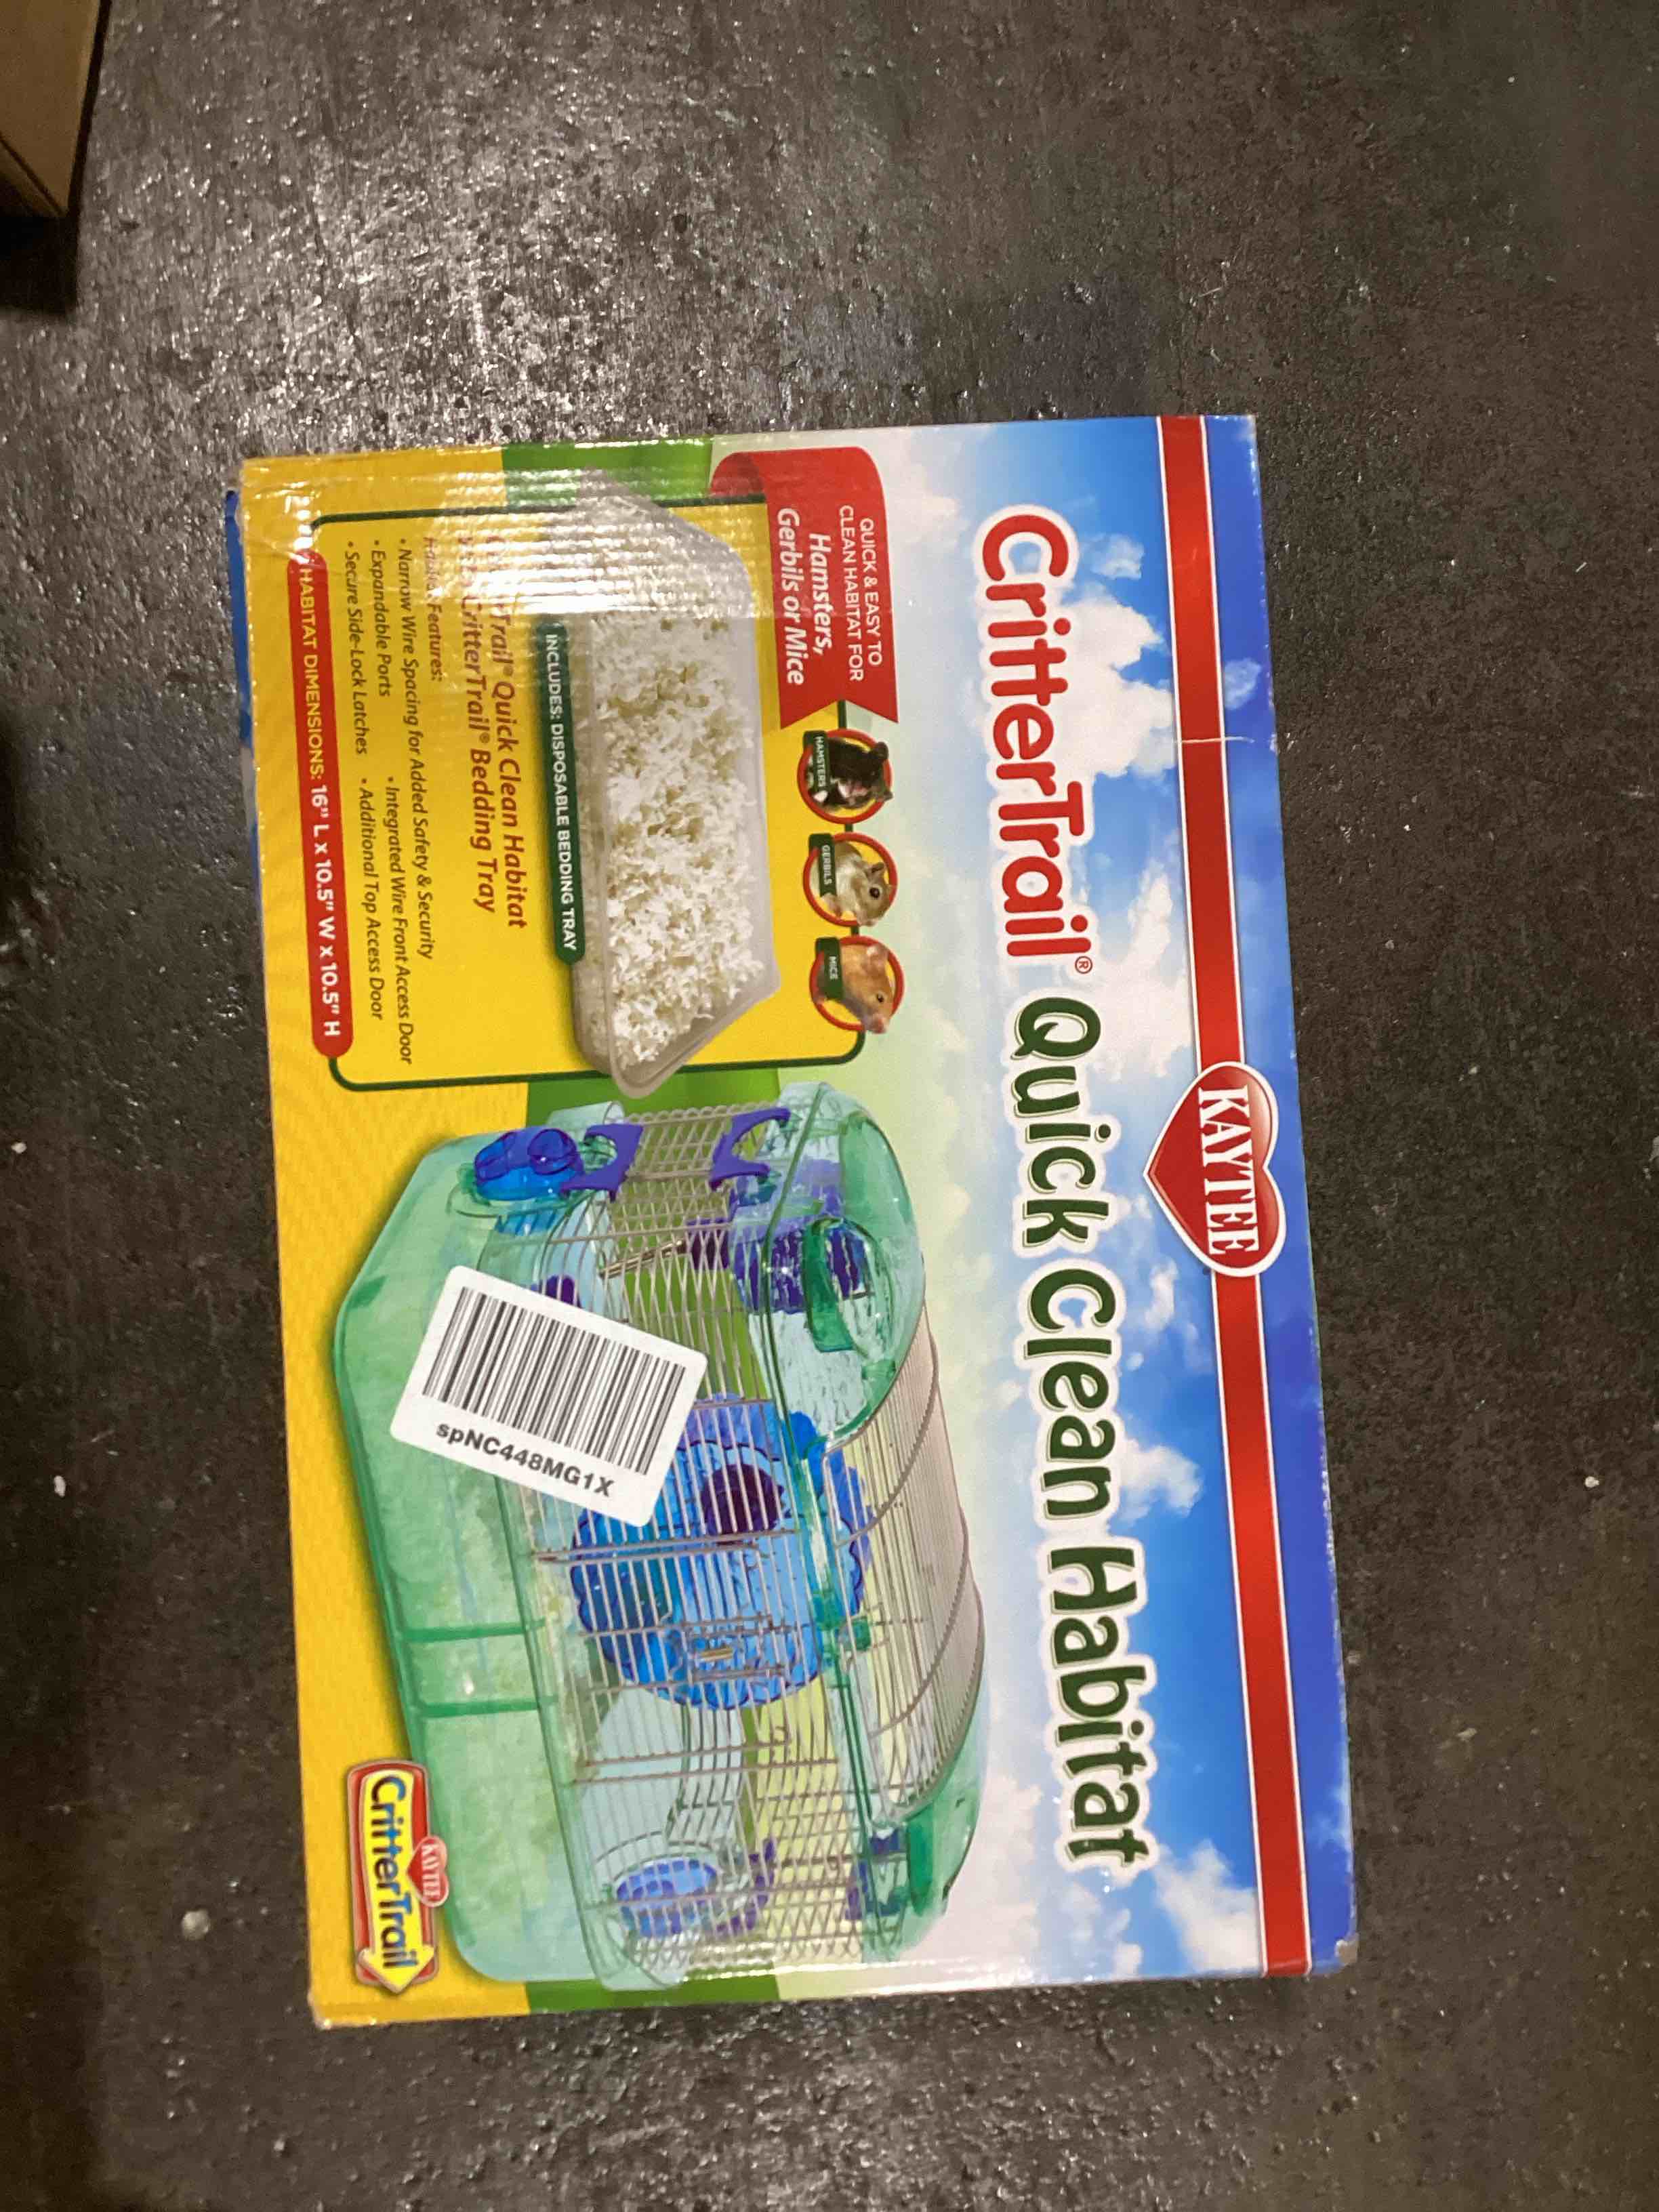 KAYTEE
CritterTrail® Quick Clean Habitat
QUICK & EASY TO
CLEAN HABITAT FOR
Hamsters,
Gerbils or Mice
HAMSTERS
GERBILS
MICE
INCLUDES: DISPOSABLE BEDDING TRAY
Trail® Quick Clean Habitat
CritterTrail® Bedding Tray
Features:
• Narrow Wire Spacing for Added Safety & Security
• Expandable Ports • Integrated Wire Front Access Door
• Secure Side-Lock Latches • Additional Top Access Door
HABITAT DIMENSIONS: 16" L x 10.5" W x 10.5" H
spNC448MG1X
KAYTEE
CritterTrail